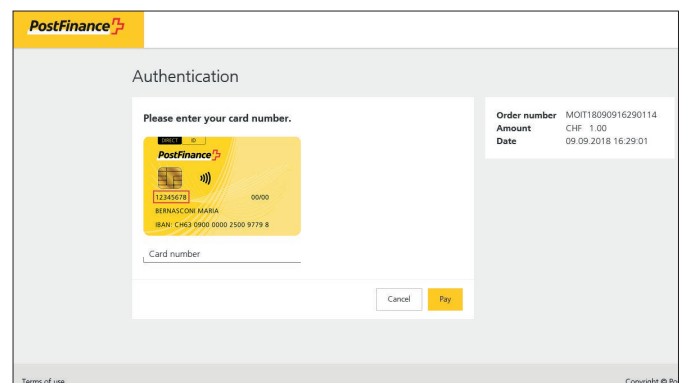 PostFinance
Authentication
Please enter your card number.
DIRECT ID
PostFinance
12345678 00/00
BERNASCONI MARIA
IBAN: CH63 0900 0000 2500 9779 8
Card number
Cancel Pay
Order number MOIT18090916290114
Amount CHF 1.00
Date 09.09.2018 16:29:01
Terms of use
Copyright © Po